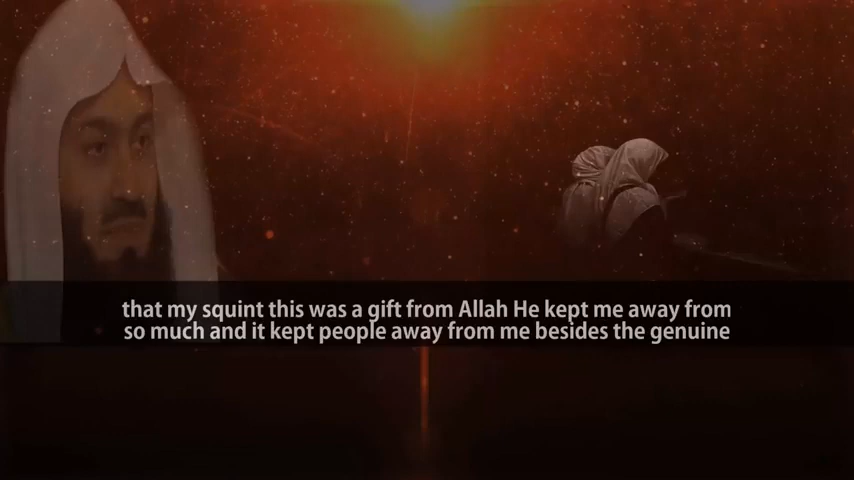 that my squint this was a gift from Allah He kept me away from
so much and it kept people away from me besides the genuine